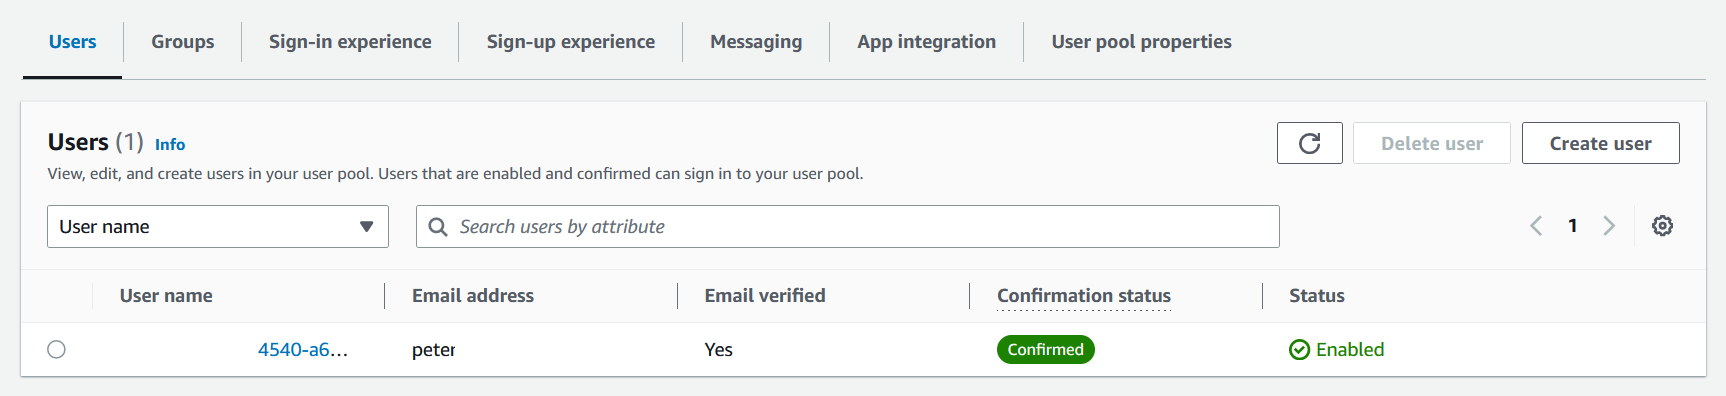 Users Groups Sign-in experience Sign-up experience Messaging App integration User pool properties
Users (1) Info
Delete user Create user
View, edit, and create users in your user pool. Users that are enabled and confirmed can sign in to your user pool.
User name Search users by attribute 1
User name Email address Email verified Confirmation status Status
4540-a6... peter Yes Confirmed Enabled